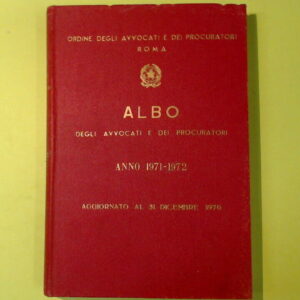 ORDINE DEGLI AVVOCATI E DEI PROCURATORI
ROMA
ALBO
DEGLI AVVOCATI E DEI PROCURATORI
ANNO 1971-1972
AGGIORNATO AL 31 DICEMBRE 1970